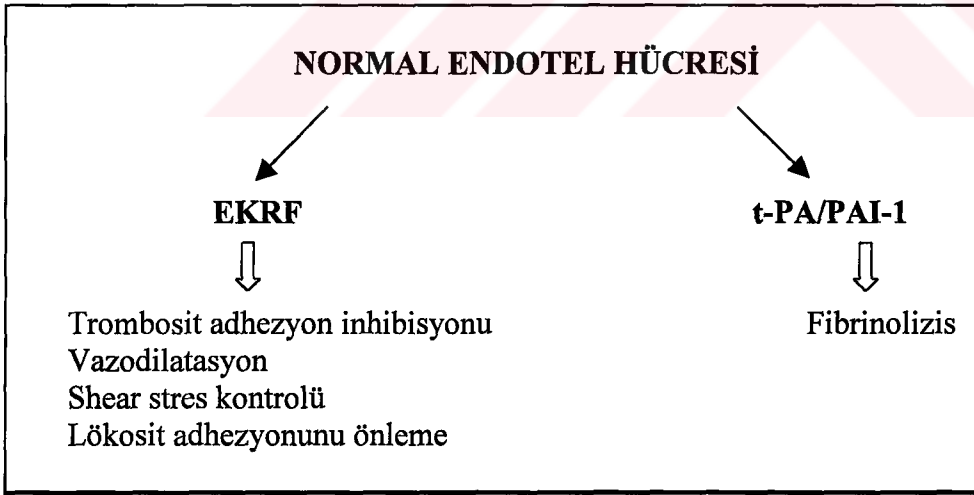 NORMAL ENDOTEL HÜCRESİ
EKRF
t-PA/PAI-1
Trombosit adhezyon inhibisyonu
Fibrinolizis
Vazodilatasyon
Shear stres kontrolü
Lökosit adhezyonunu önleme